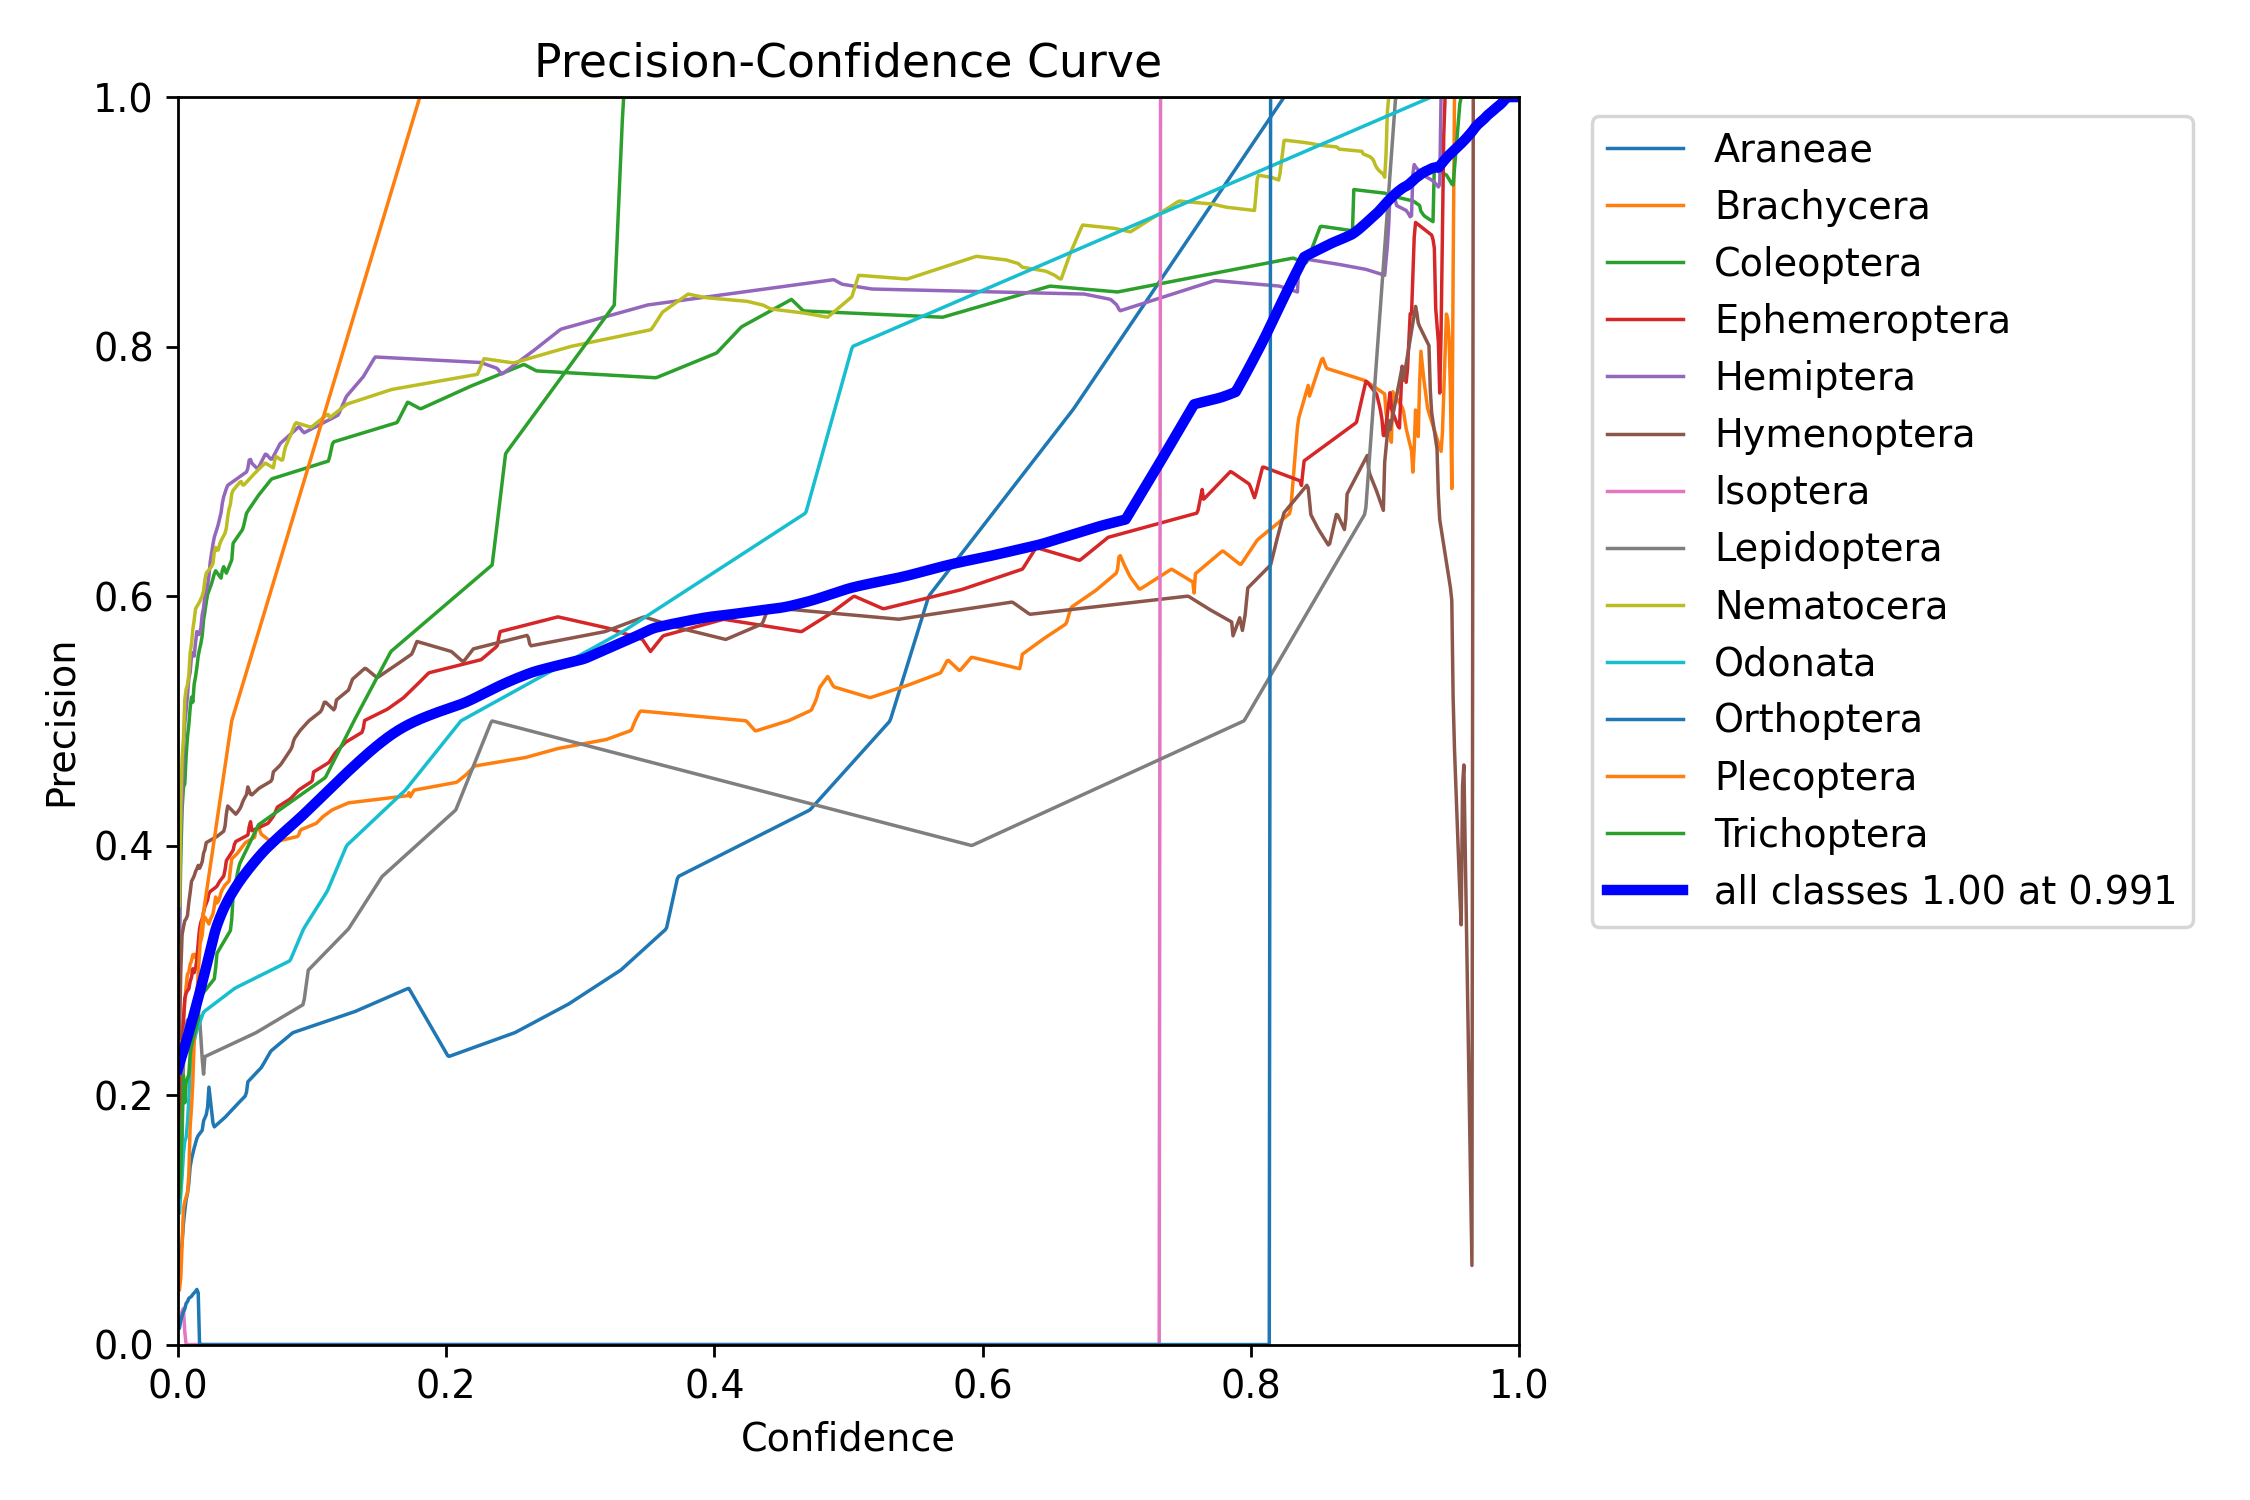 Precision-Confidence Curve
1.0
0.8
0.6
0.4
0.2
0.0
Precision
0.0 0.2 0.4 0.6 0.8 1.0
Confidence
Araneae
Brachycera
Coleoptera
Ephemeroptera
Hemiptera
Hymenoptera
Isoptera
Lepidoptera
Nematocera
Odonata
Orthoptera
Plecoptera
Trichoptera
all classes 1.00 at 0.991